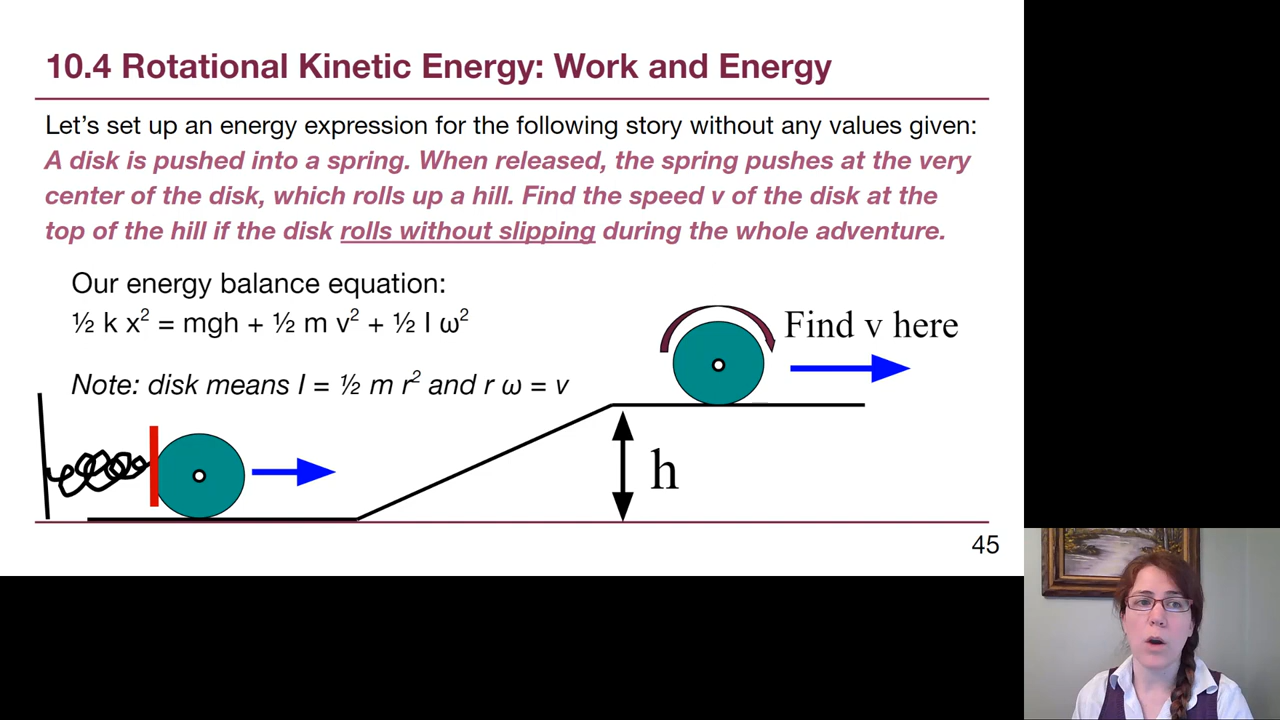 10.4 Rotational Kinetic Energy: Work and Energy
Let’s set up an energy expression for the following story without any values given:
A disk is pushed into a spring. When released, the spring pushes at the very
center of the disk, which rolls up a hill. Find the speed v of the disk at the
top of the hill if the disk rolls without slipping during the whole adventure.
Our energy balance equation:
½ k x² = mgh + ½ m v² + ½ I ω²
Find v here
Note: disk means I = ½ m r² and r ω = v
h
45